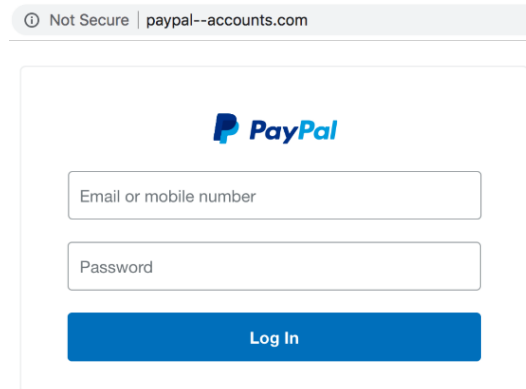 Not Secure | paypal--accounts.com
PayPal
Email or mobile number
Password
Log In